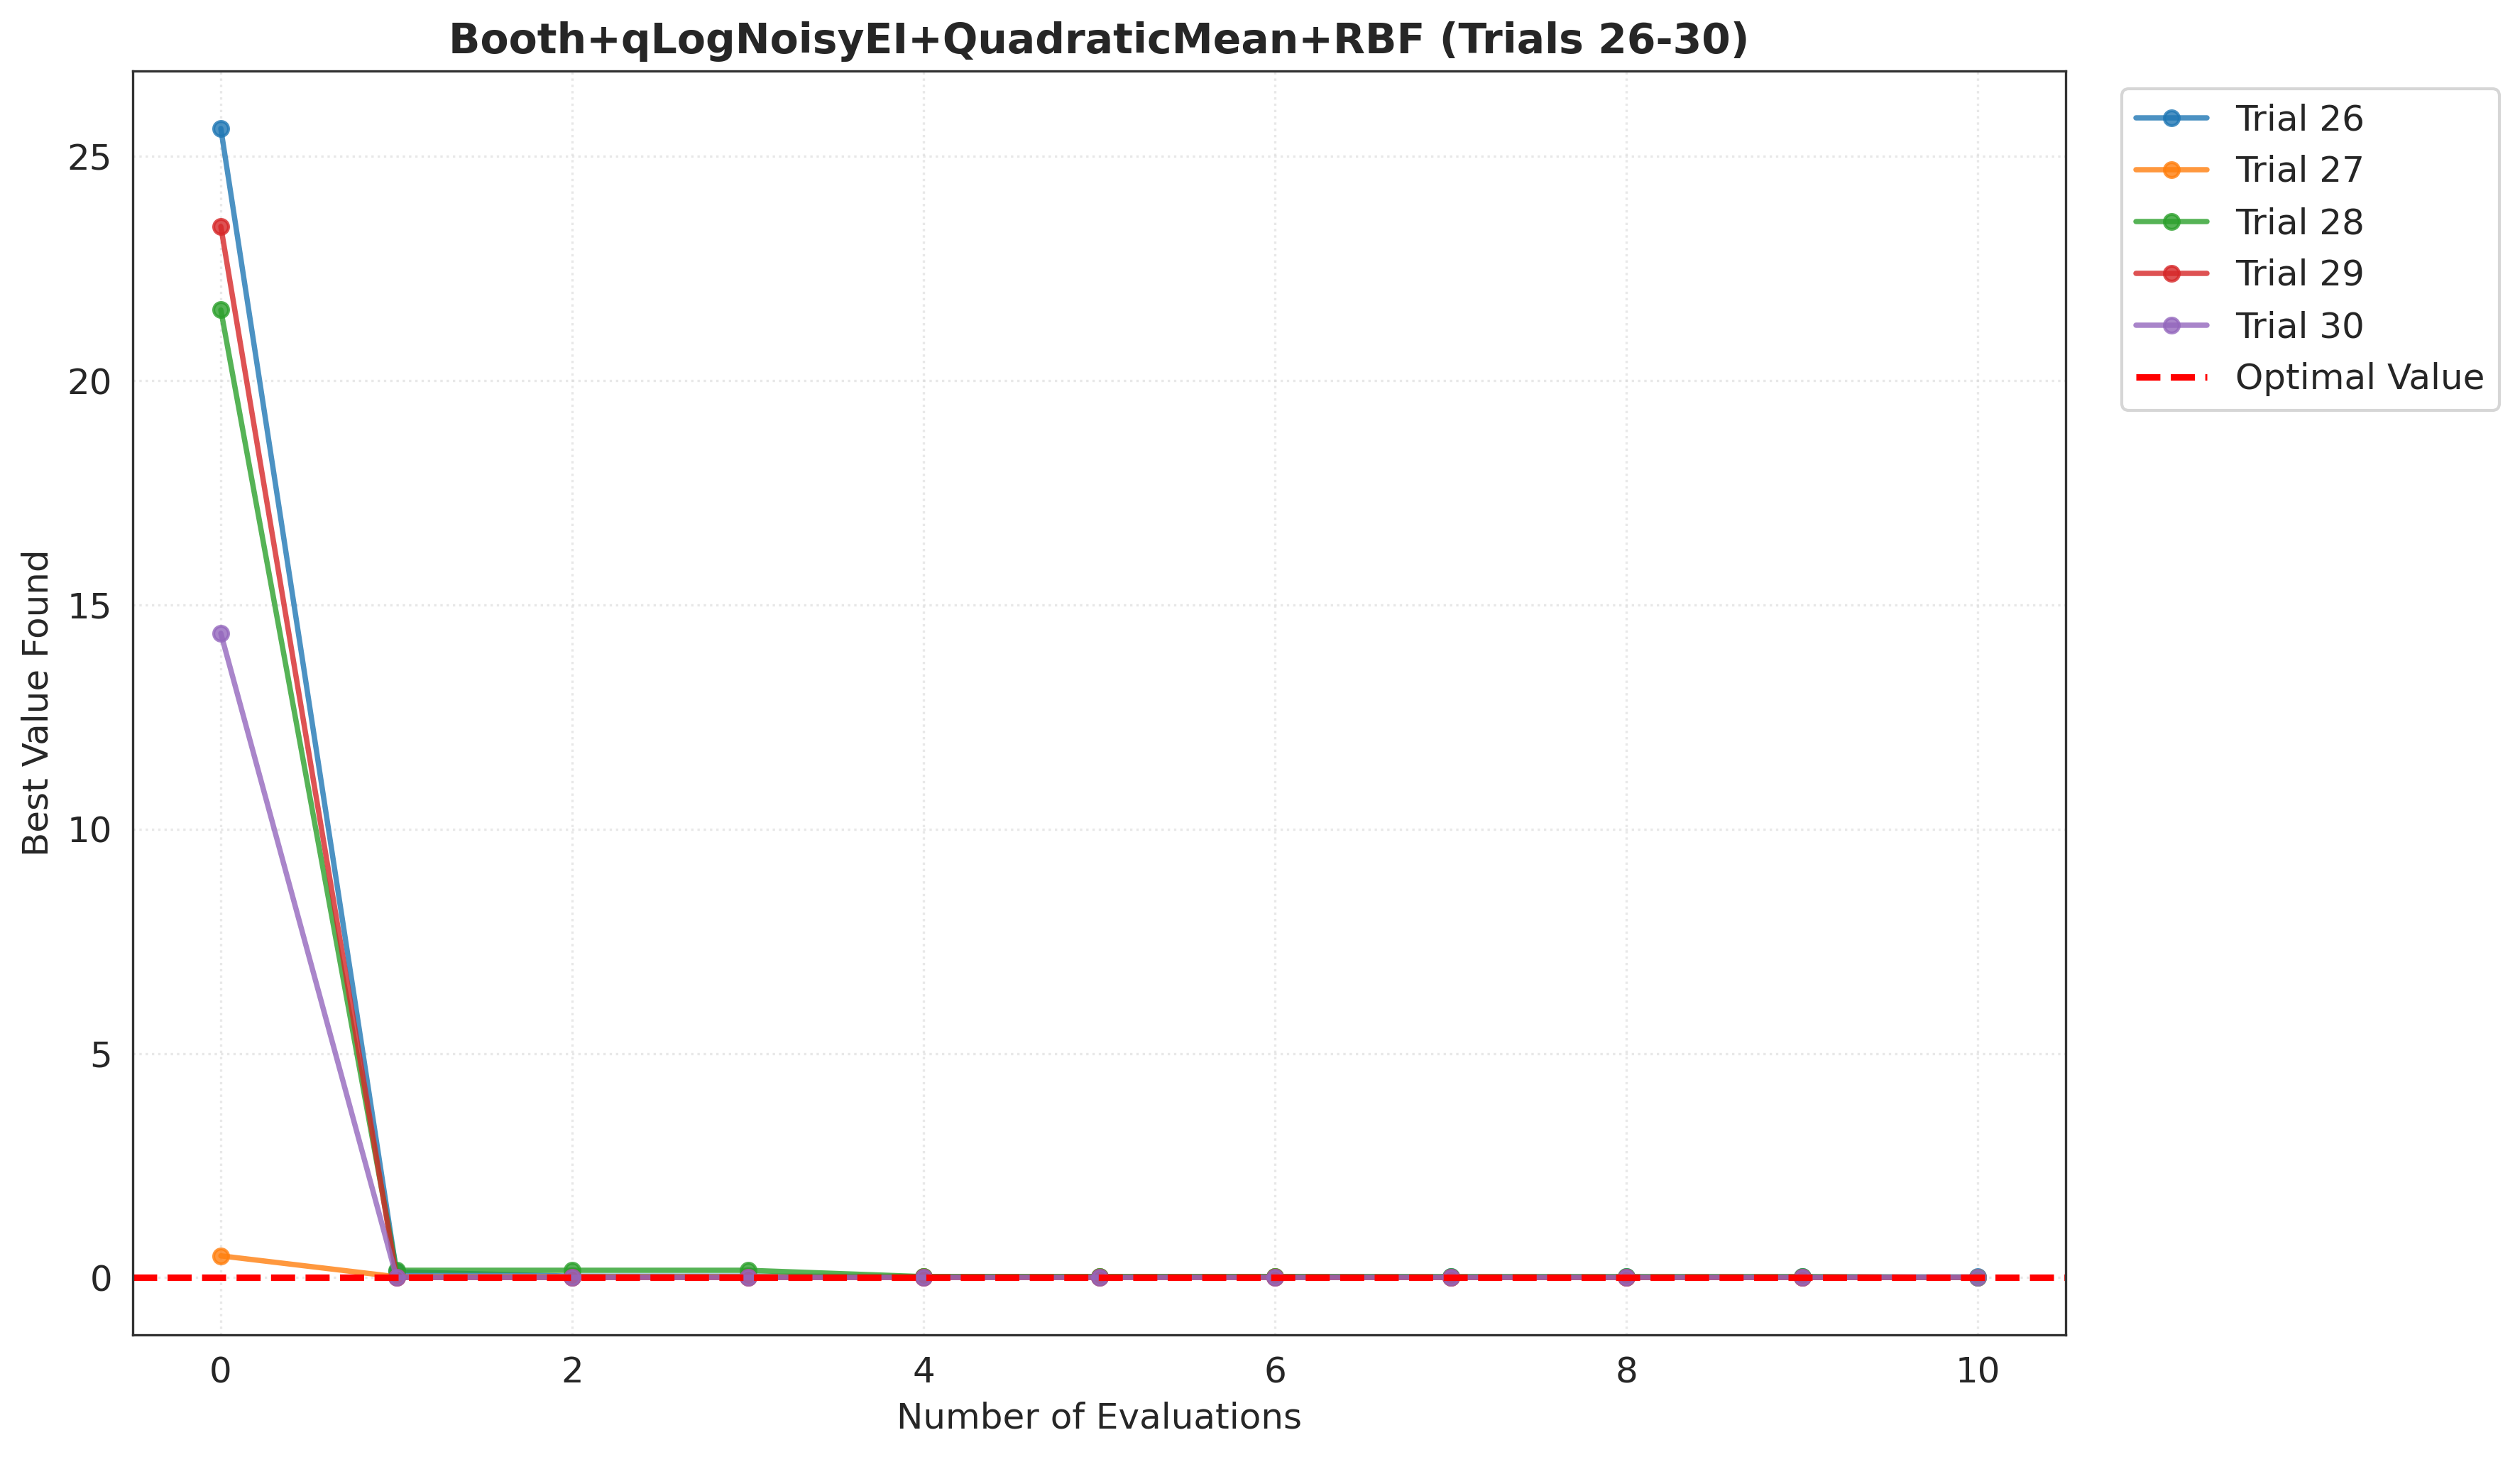 Booth+qLogNoisyEI+QuadraticMean+RBF (Trials 26-30)
Best Value Found
25
20
15
10
5
0
0 2 4 6 8 10
Number of Evaluations
Trial 26
Trial 27
Trial 28
Trial 29
Trial 30
Optimal Value